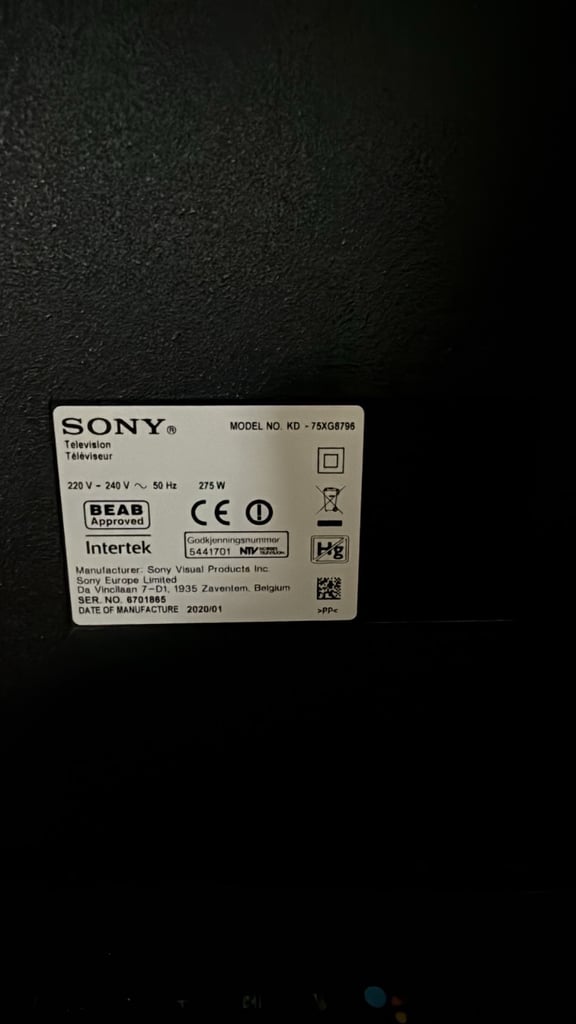 SONY®
MODEL NO. KD - 75XG8796
Television
Téléviseur
220 V - 240 V ~ 50 Hz 275 W
BEAB
Approved
CE
Intertek
Godkjenningsnummer
5441701 NTV
Hg
Manufacturer: Sony Visual Products Inc.
Sony Europe Limited
Da Vincilaan 7-D1, 1935 Zaventem, Belgium
SER. NO. 6701865
DATE OF MANUFACTURE 2020/01
>PP<